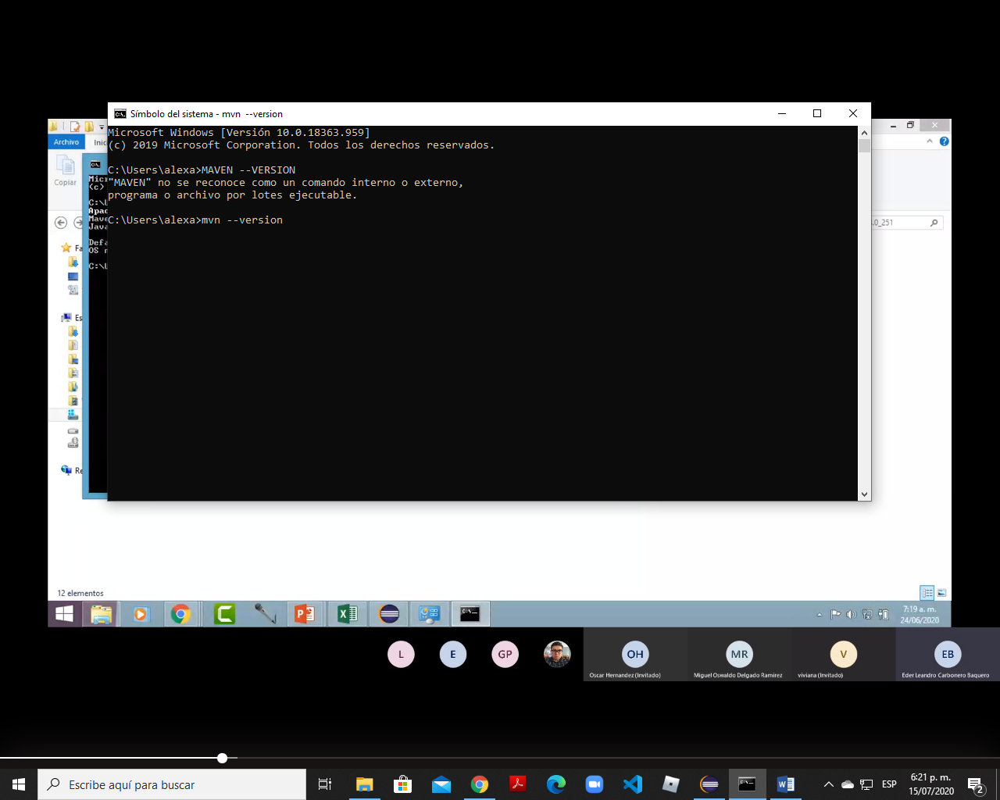 Símbolo del sistema - mvn  --version
Microsoft Windows [Versión 10.0.18363.959]
(c) 2019 Microsoft Corporation. Todos los derechos reservados.
C:\Users\alexa>MAVEN --VERSION
"MAVEN" no se reconoce como un comando interno o externo,
programa o archivo por lotes ejecutable.
C:\Users\alexa>mvn --version
Archivo
Inic
Copiar
Micr
(c)
C:\U
Apac
Mave
Java
Defa
OS n
C:\U
.0_251
Fa
Es
Re
12 elementos
7:19 a. m.
24/06/2020
L
E
GP
OH
MR
V
EB
Oscar Hernandez (Invitado)
Miguel Oswaldo Delgado Ramirez
viviana (Invitado)
Eder Leandro Carbonero Baquero
Escribe aquí para buscar
ESP
6:21 p. m.
15/07/2020
2